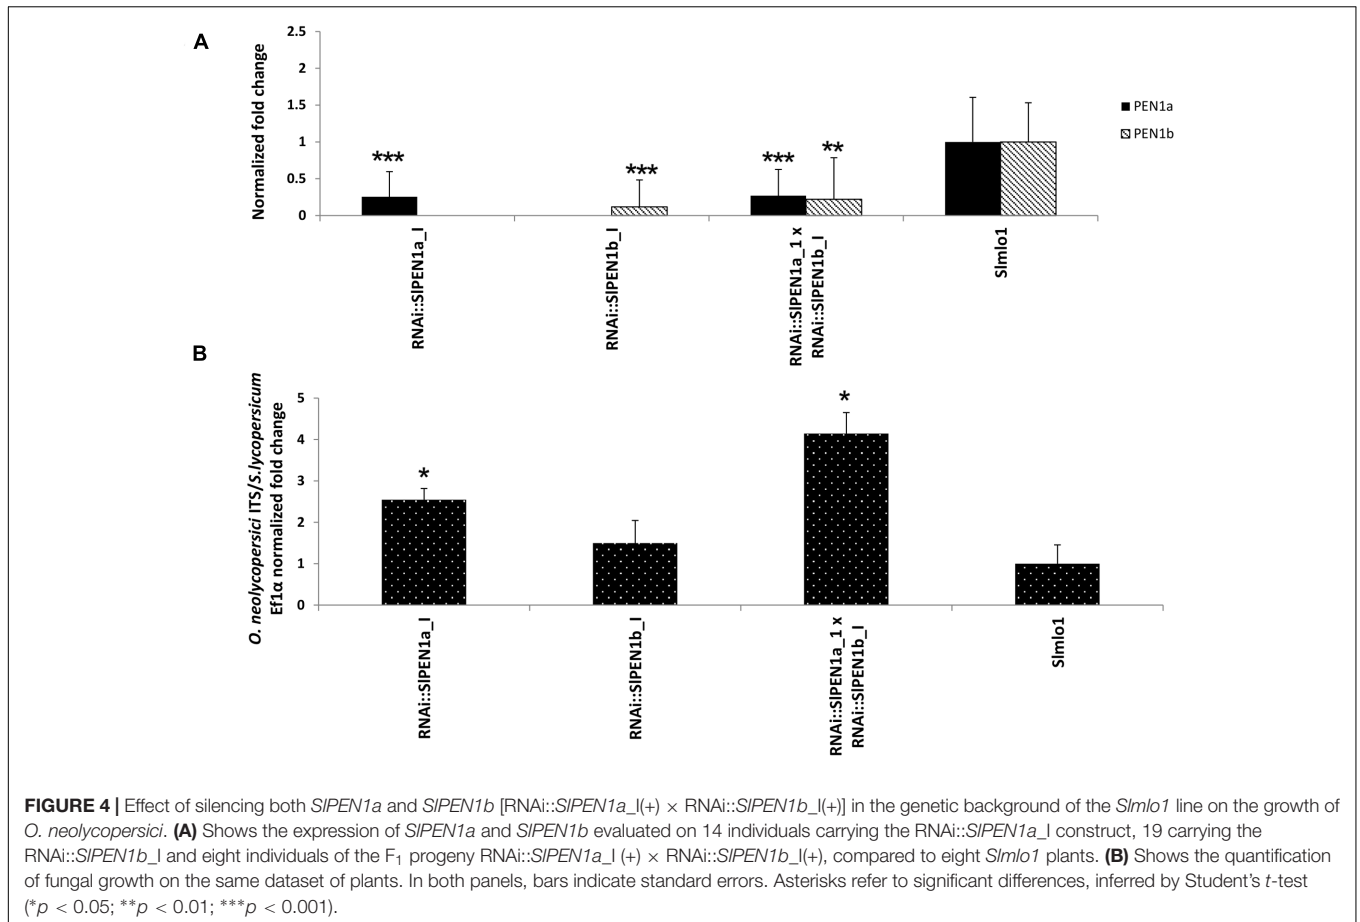 A
Normalized fold change
2.5
2
1.5
1
0.5
0
***
***
***
**
PEN1a
PEN1b
RNAi::SlPEN1a_I
RNAi::SlPEN1b_I
RNAi::SlPEN1a_1 x
RNAi::SlPEN1b_I
Slmlo1
B
O. neolycopersici ITS/S.lycopersicum
Ef1α normalized fold change
5
4
3
2
1
0
*
*
RNAi::SlPEN1a_I
RNAi::SlPEN1b_I
RNAi::SlPEN1a_1 x
RNAi::SlPEN1b_I
Slmlo1
FIGURE 4 | Effect of silencing both SlPEN1a and SlPEN1b [RNAi::SlPEN1a_I(+) × RNAi::SlPEN1b_I(+)] in the genetic background of the Slmlo1 line on the growth of
O. neolycopersici. (A) Shows the expression of SlPEN1a and SlPEN1b evaluated on 14 individuals carrying the RNAi::SlPEN1a_I construct, 19 carrying the
RNAi::SlPEN1b_I and eight individuals of the F₁ progeny RNAi::SlPEN1a_I (+) × RNAi::SlPEN1b_I(+), compared to eight Slmlo1 plants. (B) Shows the quantification
of fungal growth on the same dataset of plants. In both panels, bars indicate standard errors. Asterisks refer to significant differences, inferred by Student's t-test
(*p < 0.05; **p < 0.01; ***p < 0.001).